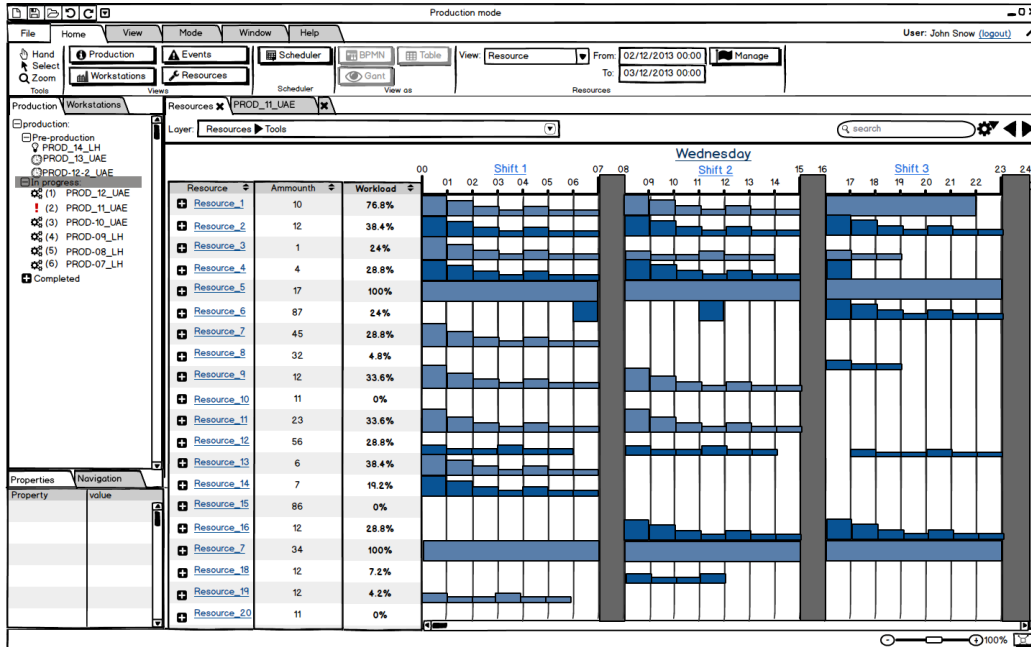 Production mode
File Home View Mode Window Help User: John Snow (logout)
Hand
Select
Zoom
Tools
Production Events
Workstations Resources
Views
Scheduler
Scheduler
BPMN Table
Gant
View as
View: Resource From: 02/12/2013 00:00 Manage
To: 03/12/2013 00:00
Resources
Production Workstations
production:
Pre-production
PROD_14_LH
PROD_13_UAE
PROD-12-2_UAE
In progress:
(1) PROD_12_UAE
(2) PROD_11_UAE
(3) PROD-10_UAE
(4) PROD-09_LH
(5) PROD-08_LH
(6) PROD-07_LH
Completed
Properties Navigation
Property value
Resources PROD_11_UAE
Layer: Resources Tools search
Wednesday
00 Shift 1 07 08 Shift 2 15 16 Shift 3 23 24
01 02 03 04 05 06 09 10 11 12 13 14 17 18 19 20 21 22
Resource Ammounth Workload
Resource_1 10 76.8%
Resource_2 12 38.4%
Resource_3 1 24%
Resource_4 4 28.8%
Resource_5 17 100%
Resource_6 87 24%
Resource_7 45 28.8%
Resource_8 32 4.8%
Resource_9 12 33.6%
Resource_10 11 0%
Resource_11 23 33.6%
Resource_12 56 28.8%
Resource_13 6 38.4%
Resource_14 7 19.2%
Resource_15 86 0%
Resource_16 12 28.8%
Resource_7 34 100%
Resource_18 12 7.2%
Resource_19 12 4.2%
Resource_20 11 0%
100%